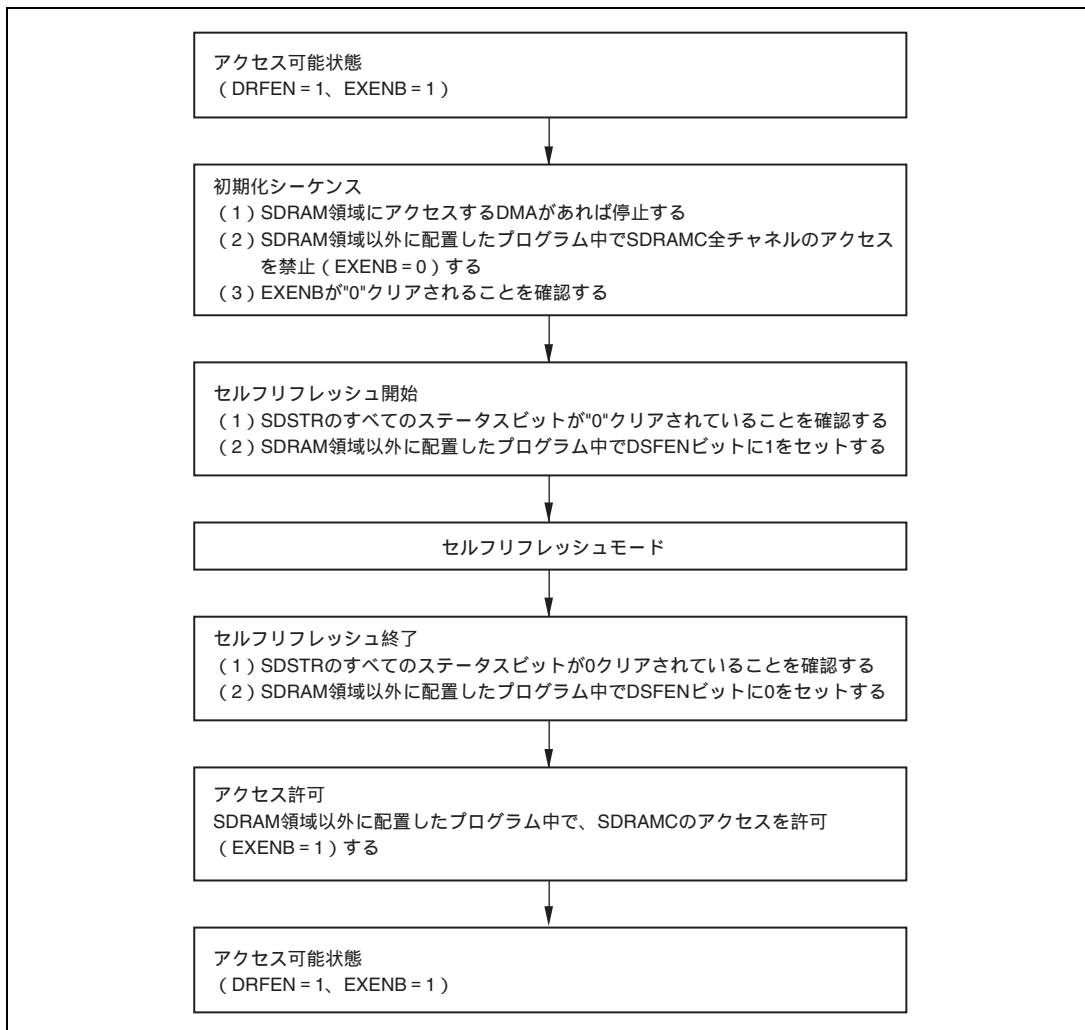 アクセス可能状態
（DRFEN = 1、EXENB = 1）
初期化シーケンス
（1）SDRAM領域にアクセスするDMAがあれば停止する
（2）SDRAM領域以外に配置したプログラム中でSDRAMC全チャネルのアクセス
を禁止（EXENB = 0）する
（3）EXENBが"0"クリアされることを確認する
セルフリフレッシュ開始
（1）SDSTRのすべてのステータスビットが"0"クリアされていることを確認する
（2）SDRAM領域以外に配置したプログラム中でDSFENビットに1をセットする
セルフリフレッシュモード
セルフリフレッシュ終了
（1）SDSTRのすべてのステータスビットが0クリアされていることを確認する
（2）SDRAM領域以外に配置したプログラム中でDSFENビットに0をセットする
アクセス許可
SDRAM領域以外に配置したプログラム中で、SDRAMCのアクセスを許可
（EXENB = 1）する
アクセス可能状態
（DRFEN = 1、EXENB = 1）